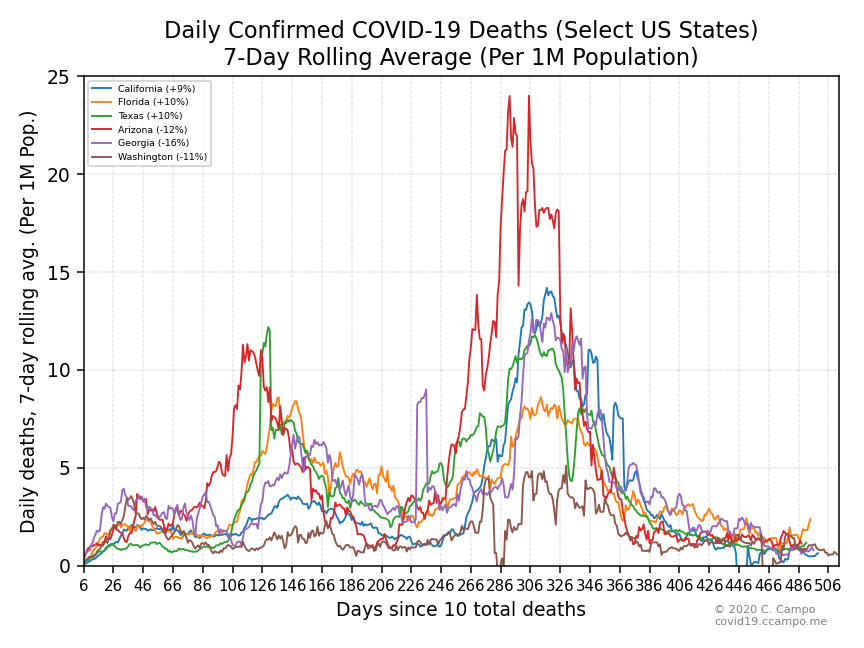 Daily Confirmed COVID-19 Deaths (Select US States)
7-Day Rolling Average (Per 1M Population)
Daily deaths, 7-day rolling avg. (Per 1M Pop.)
25
20
15
10
5
0
California (+9%)
Florida (+10%)
Texas (+10%)
Arizona (-12%)
Georgia (-16%)
Washington (-11%)
6 26 46 66 86 106 126 146 166 186 206 226 246 266 286 306 326 346 366 386 406 426 446 466 486 506
Days since 10 total deaths
© 2020 C. Campo
covid19.ccampo.me